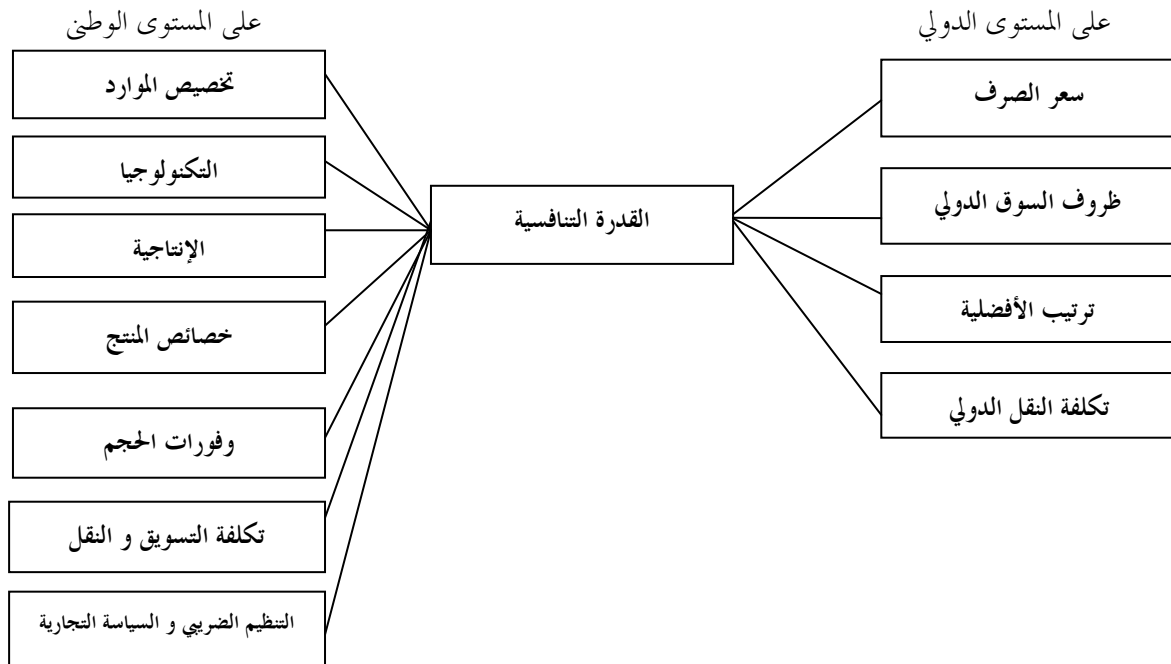 على المستوى الدولي
سعر الصرف
ظروف السوق الدولي
ترتيب الأفضلية
تكلفة النقل الدولي
القدرة التنافسية
على المستوى الوطنى
تخصيص الموارد
التكنولوجيا
الإنتاجية
خصائص المنتج
وفورات الحجم
تكلفة التسويق و النقل
التنظيم الضريبي و السياسة التجارية